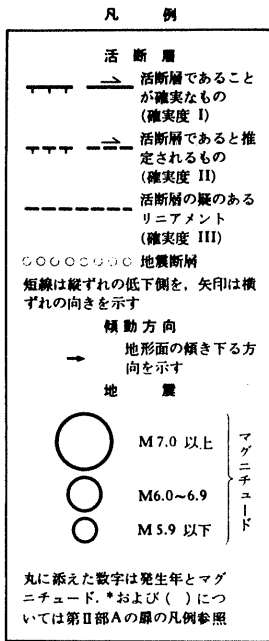 凡 例
活 断 層
活断層であること
が確実なもの
(確実度 I)
活断層であると推
定されるもの
(確実度 II)
活断層の疑のある
リニアメント
(確実度 III)
地震断層
短線は縦ずれの低下側を，矢印は横
ずれの向きを示す
傾動方向
地形面の傾き下る方
向を示す
地 震
M 7.0 以上
M6.0～6.9
M 5.9 以下
マグニチュード
丸に添えた数字は発生年とマグ
ニチュード．*および( )につ
いては第II部Aの扉の凡例参照